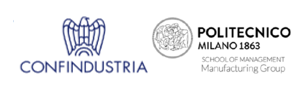 CONFINDUSTRIA
POLITECNICO
MILANO 1863
SCHOOL OF MANAGEMENT
Manufacturing Group